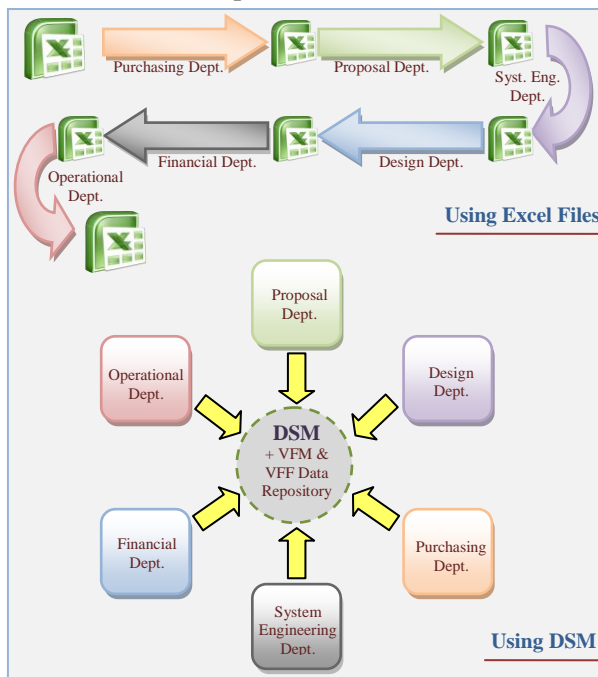 Purchasing Dept.
Proposal Dept.
Syst. Eng.
Dept.
Financial Dept.
Design Dept.
Operational
Dept.
Using Excel Files
Proposal
Dept.
Operational
Dept.
Design
Dept.
DSM
+ VFM &
VFF Data
Repository
Financial
Dept.
Purchasing
Dept.
System
Engineering
Dept.
Using DSM